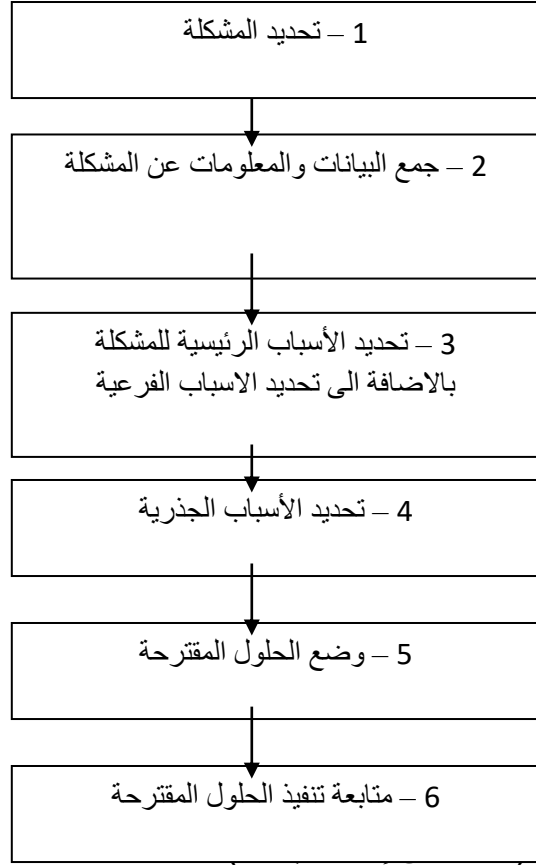 1 – تحديد المشكلة
2 – جمع البيانات والمعلومات عن المشكلة
3 – تحديد الأسباب الرئيسية للمشكلة
بالاضافة الى تحديد الاسباب الفرعية
4 – تحديد الأسباب الجذرية
5 – وضع الحلول المقترحة
6 – متابعة تنفيذ الحلول المقترحة